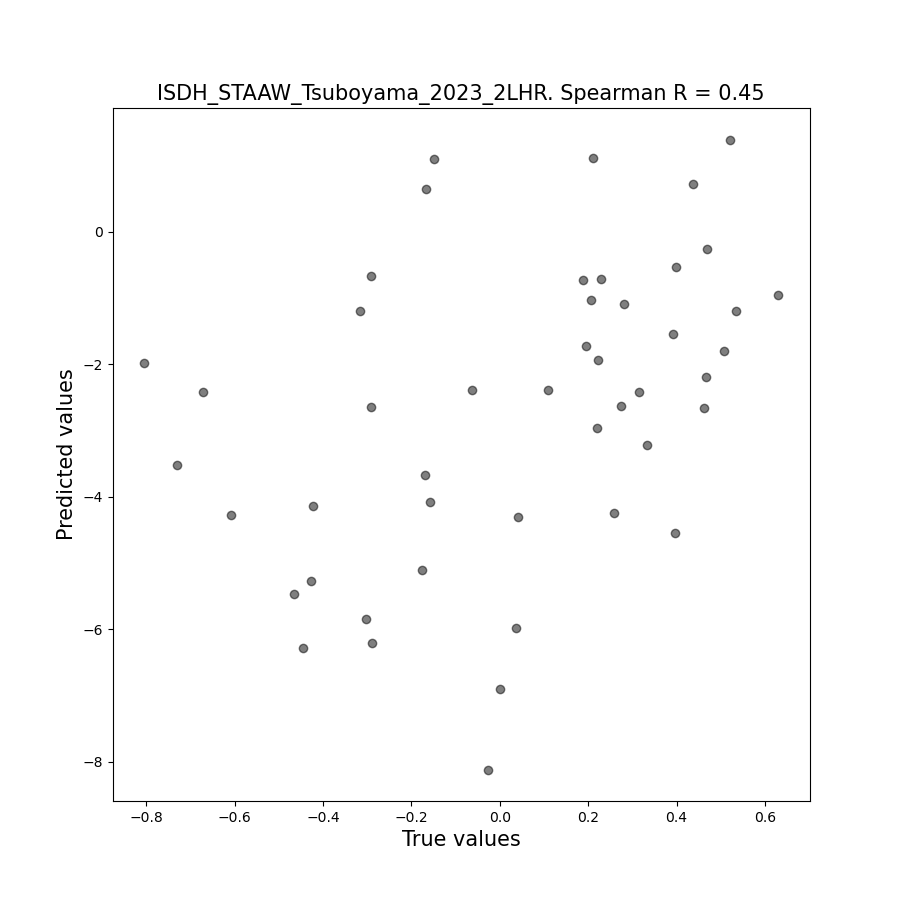 ISDH_STAAW_Tsuboyama_2023_2LHR. Spearman R = 0.45
0
−2
−4
−6
−8
Predicted values
−0.8 −0.6 −0.4 −0.2 0.0 0.2 0.4 0.6
True values